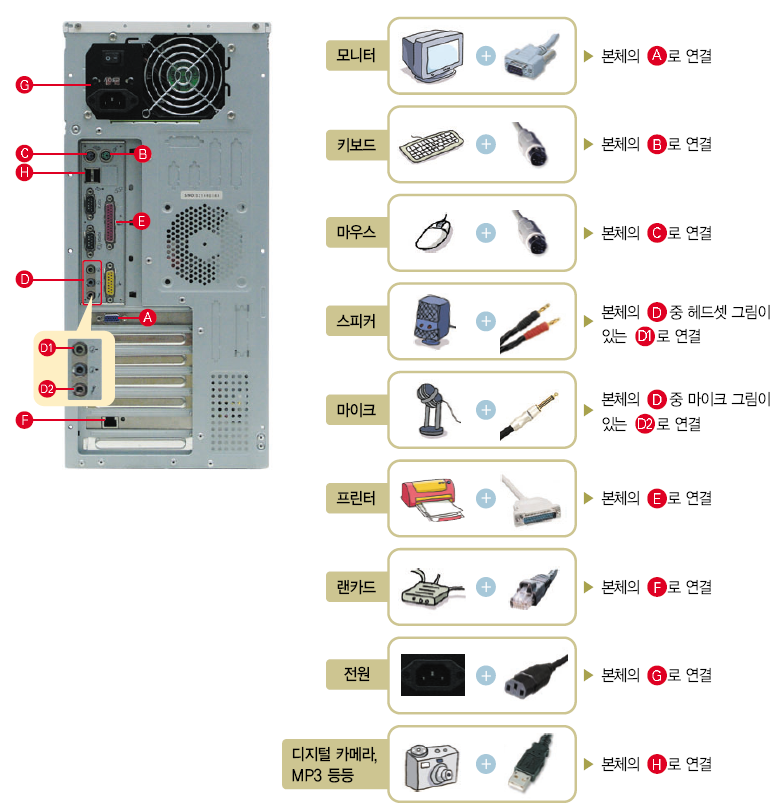 G
C
B
H
E
D
A
D1
D2
F
모니터
본체의 A로 연결
키보드
본체의 B로 연결
마우스
본체의 C로 연결
스피커
본체의 D중 헤드셋 그림이
있는 D1로 연결
마이크
본체의 D중 마이크 그림이
있는 D2로 연결
프린터
본체의 E로 연결
랜카드
본체의 F로 연결
전원
본체의 G로 연결
디지털 카메라,
MP3 등등
본체의 H로 연결